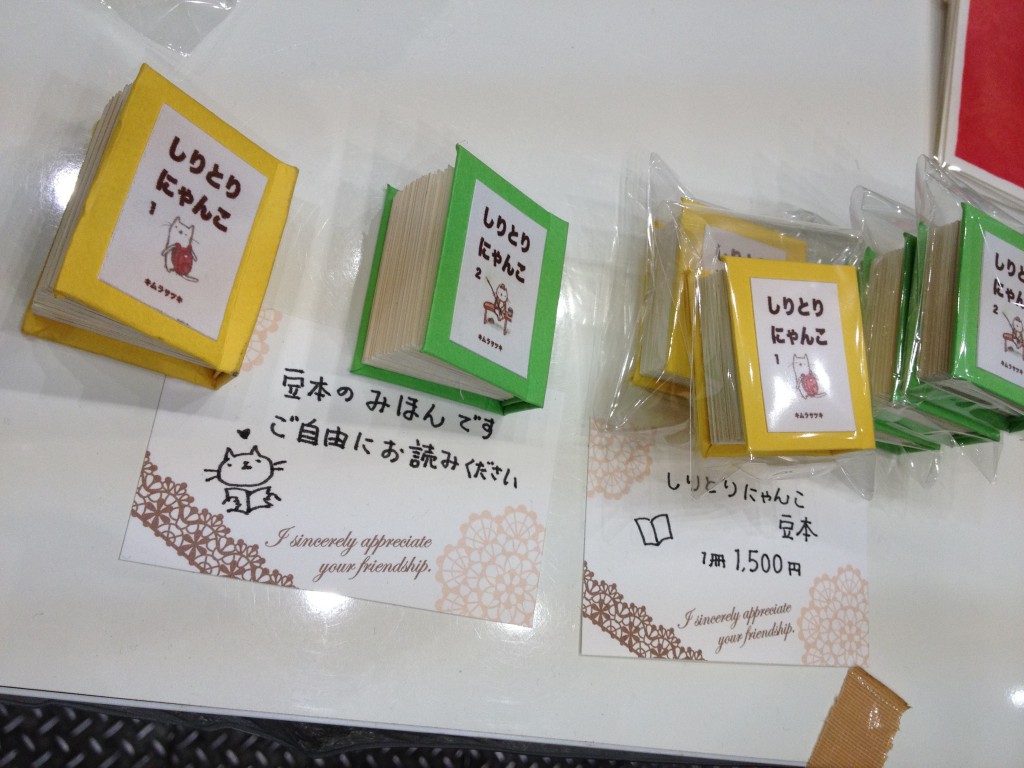 しりとり
にゃんこ
1
キムラサツキ
しりとり
にゃんこ
2
キムラサツキ
しりとり
にゃんこ
1
キムラサツキ
しりとり
にゃん
2
キムラサ
豆本のみほんです
ご自由にお読みください
I sincerely appreciate
your friendship.
しりとりにゃんこ
豆本
1冊 1,500円
I sincerely appreciate
your friendship.